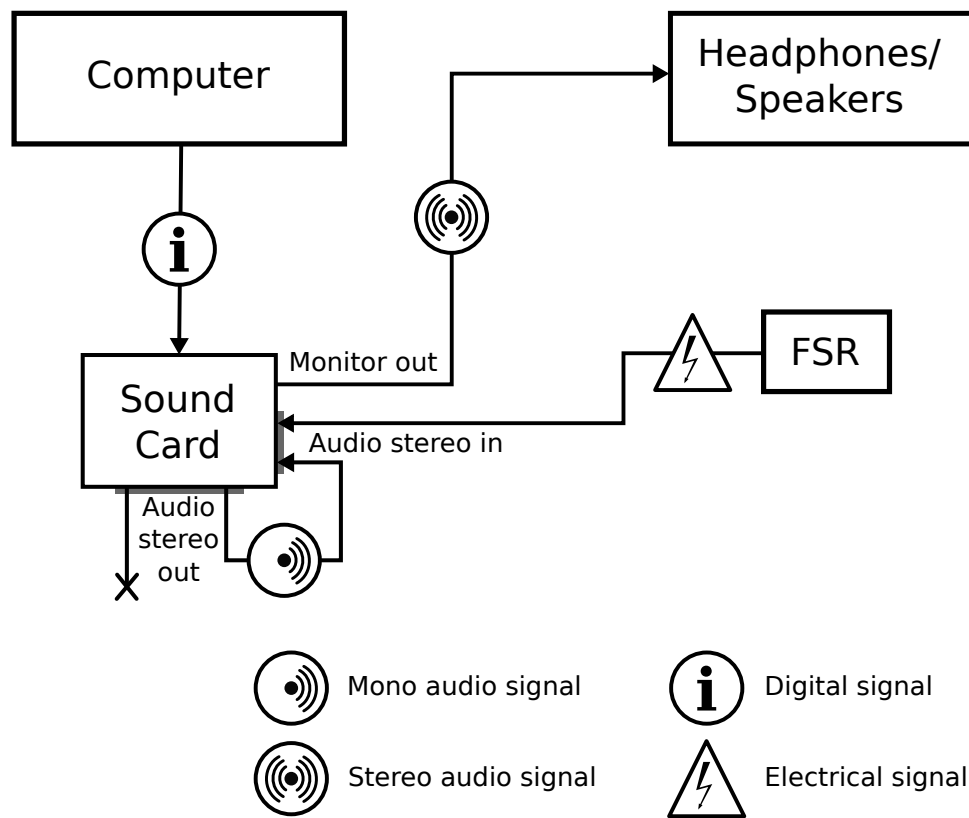 Computer
Headphones/
Speakers
i
Monitor out
FSR
Sound
Card
Audio stereo in
Audio
stereo
out
Mono audio signal
i
Digital signal
Stereo audio signal
Electrical signal